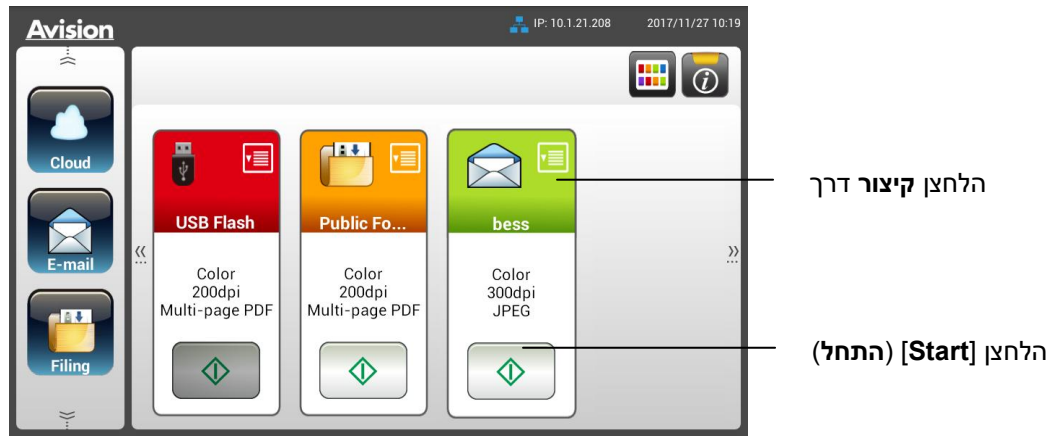 Avision
IP: 10.1.21.208
2017/11/27 10:19
Cloud
E-mail
Filing
USB Flash
Color
200dpi
Multi-page PDF
Public Fo...
Color
200dpi
Multi-page PDF
bess
Color
300dpi
JPEG
הלחצן קיצור דרך
הלחצן [Start] (התחל)